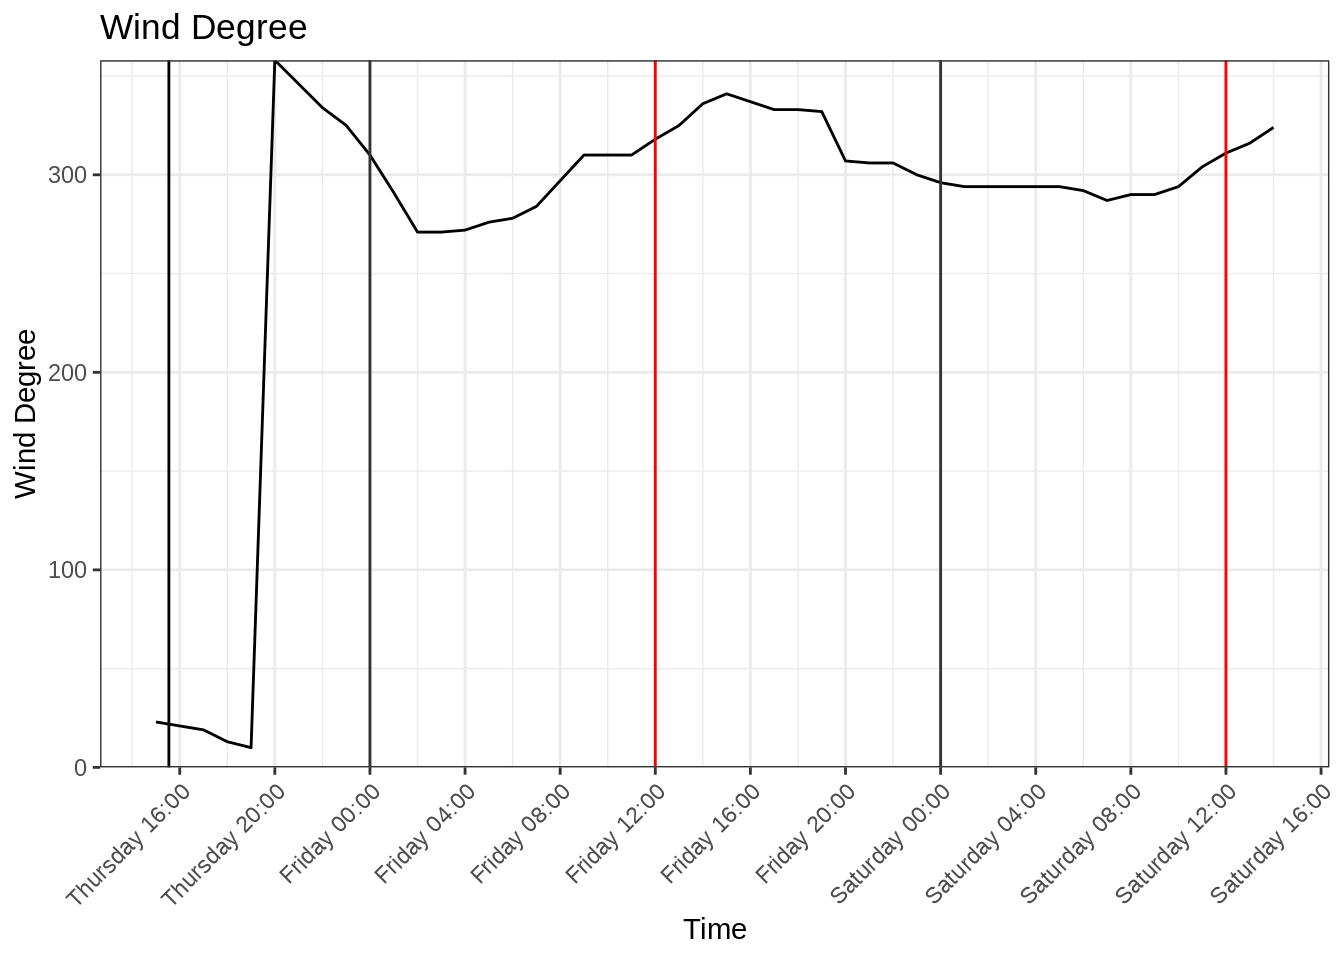 Wind Degree
Wind Degree
300
200
100
0
Thursday 16:00
Thursday 20:00
Friday 00:00
Friday 04:00
Friday 08:00
Friday 12:00
Friday 16:00
Friday 20:00
Saturday 00:00
Saturday 04:00
Saturday 08:00
Saturday 12:00
Saturday 16:00
Time